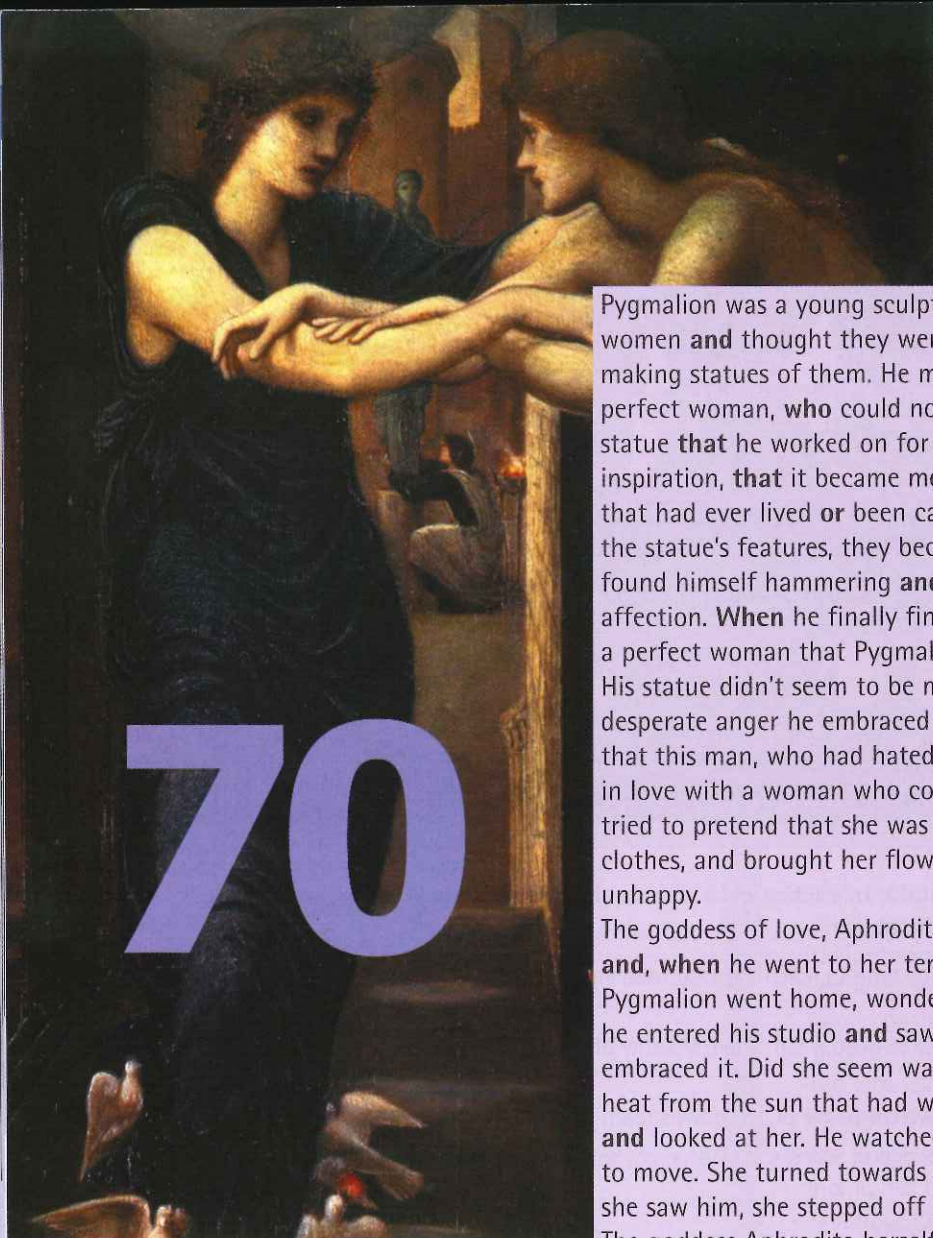 Pygmalion was a young sculpt
women and thought they wer
making statues of them. He m
perfect woman, who could no
statue that he worked on for
inspiration, that it became mo
that had ever lived or been ca
the statue's features, they bec
found himself hammering and
affection. When he finally fin
a perfect woman that Pygmal
His statue didn't seem to be n
desperate anger he embraced
that this man, who had hated
in love with a woman who co
tried to pretend that she was
clothes, and brought her flow
unhappy.
The goddess of love, Aphrodit
and, when he went to her ter
Pygmalion went home, wonde
he entered his studio and saw
embraced it. Did she seem wa
heat from the sun that had w
and looked at her. He watche
to move. She turned towards
she saw him, she stepped off
The goddess Aphrodite herself
70